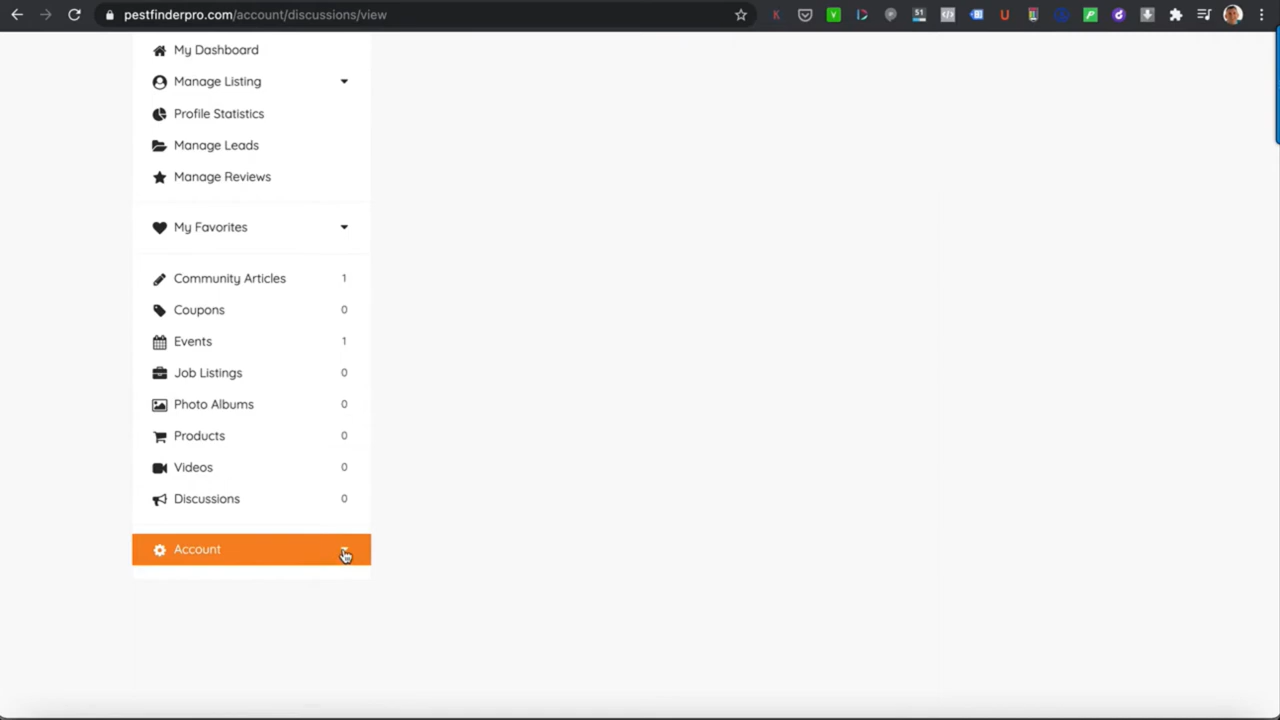 pestfinderpro.com/account/discussions/view
51
My Dashboard
Manage Listing
Profile Statistics
Manage Leads
Manage Reviews
My Favorites
Community Articles 1
Coupons 0
Events 1
Job Listings 0
Photo Albums 0
Products 0
Videos 0
Discussions 0
Account